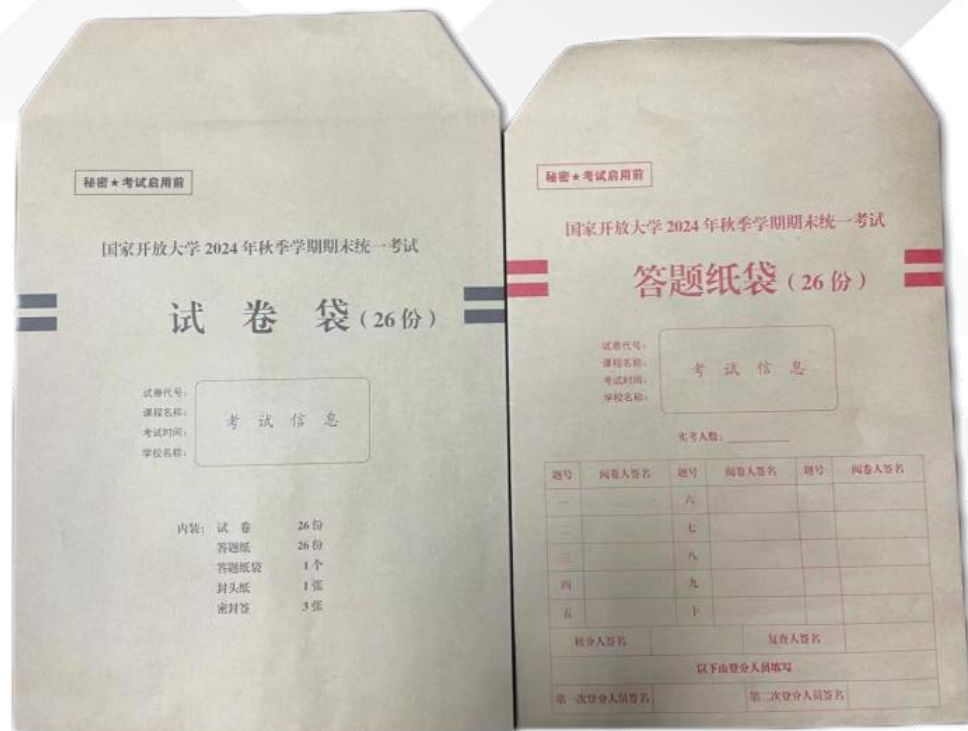 秘密★考试启用前
国家开放大学 2024 年秋季学期期末统一考试
试 卷 袋（26 份）
试卷代号：
课程名称：
考试时间：
学校名称：
考 试 信 息
内装： 试 卷 26 份
答题纸 26 份
答题纸袋 1 个
封头纸 1 张
密封签 3 张
秘密★考试启用前
国家开放大学 2024 年秋季学期期末统一考试
答题纸袋（26 份）
试卷代号：
课程名称：
考试时间：
学校名称：
考 试 信 息
实考人数：
题号 阅卷人签名 题号 阅卷人签名 题号 阅卷人签名
一 六
二 七
三 八
四 九
五 十
核分人签名 复查人签名
以下由登分人员填写
第一次登分人员签名 第二次登分人员签名